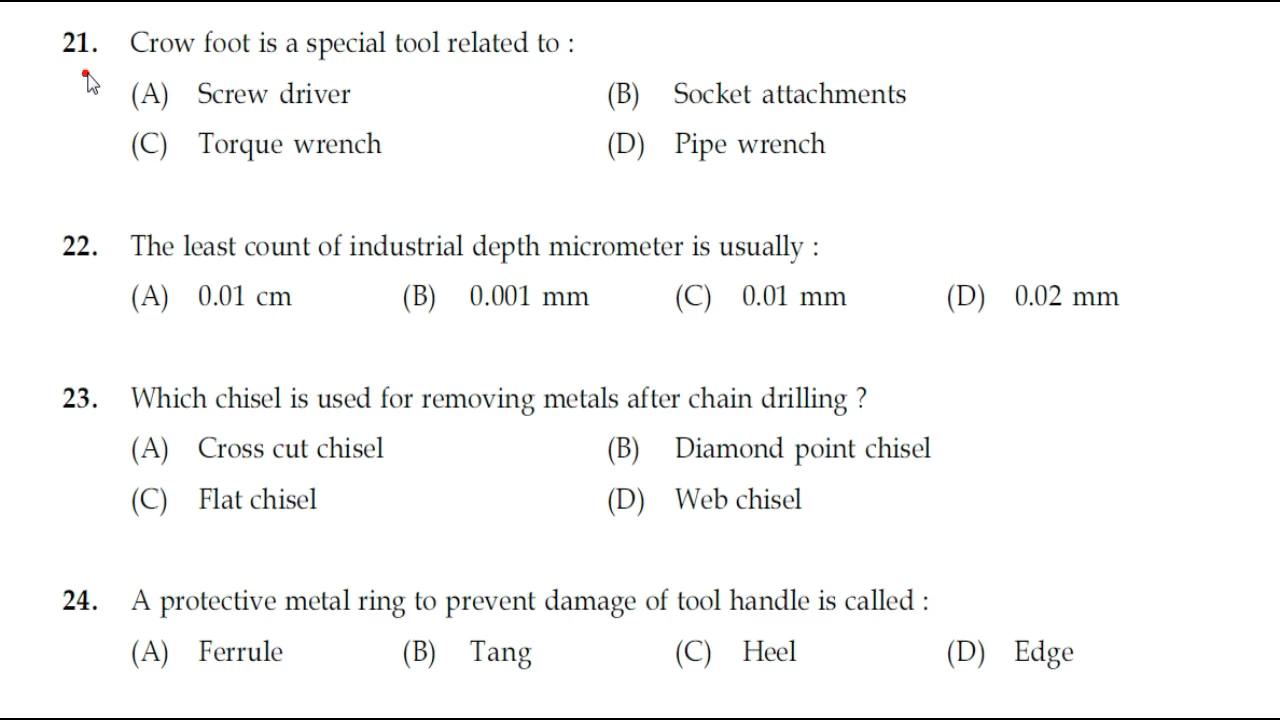 21. Crow foot is a special tool related to :
(A) Screw driver (B) Socket attachments
(C) Torque wrench (D) Pipe wrench
22. The least count of industrial depth micrometer is usually :
(A) 0.01 cm (B) 0.001 mm (C) 0.01 mm (D) 0.02 mm
23. Which chisel is used for removing metals after chain drilling ?
(A) Cross cut chisel (B) Diamond point chisel
(C) Flat chisel (D) Web chisel
24. A protective metal ring to prevent damage of tool handle is called :
(A) Ferrule (B) Tang (C) Heel (D) Edge